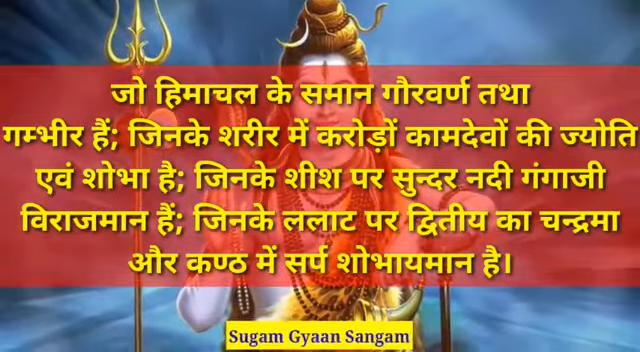 जो हिमाचल के समान गौरवर्ण तथा
गम्भीर हैं; जिनके शरीर में करोड़ों कामदेवों की ज्योति
एवं शोभा है; जिनके शीश पर सुन्दर नदी गंगाजी
विराजमान हैं; जिनके ललाट पर द्वितीय का चन्द्रमा
और कण्ठ में सर्प शोभायमान है।
Sugam Gyaan Sangam